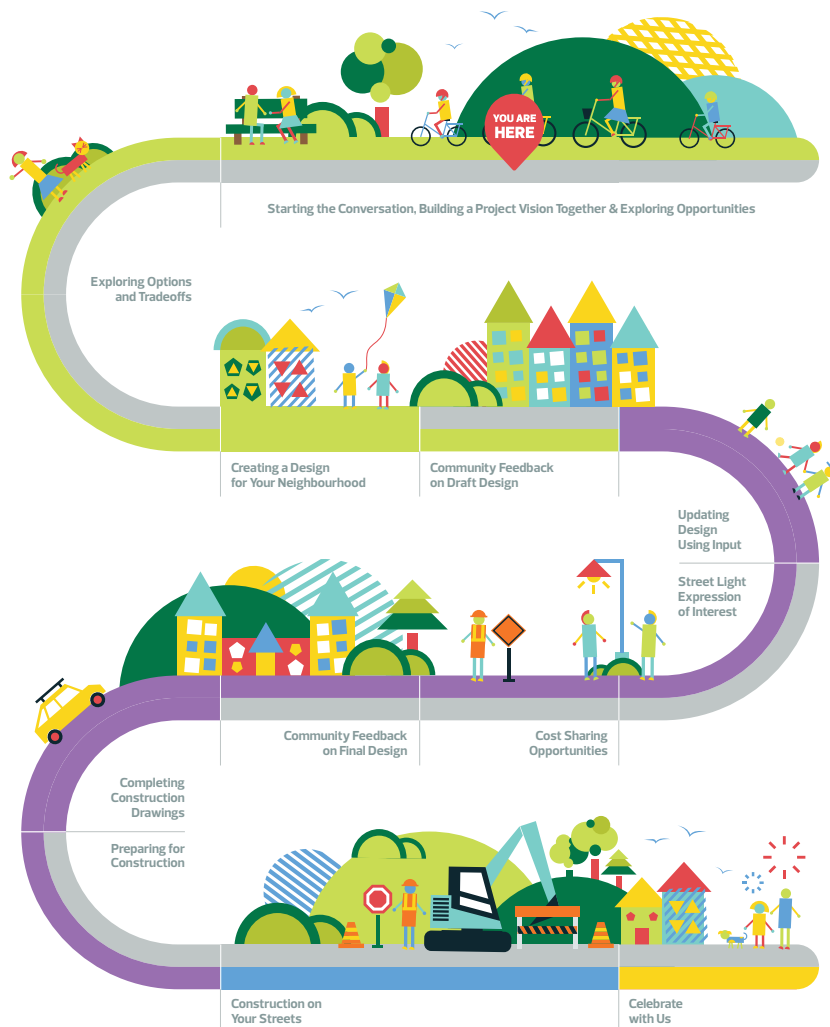 YOU ARE
HERE
Starting the Conversation, Building a Project Vision Together & Exploring Opportunities
Exploring Options
and Tradeoffs
Creating a Design
for Your Neighbourhood
Community Feedback
on Draft Design
Updating
Design
Using Input
Street Light
Expression
of Interest
Cost Sharing
Opportunities
Community Feedback
on Final Design
Completing
Construction
Drawings
Preparing for
Construction
Construction on
Your Streets
Celebrate
with Us